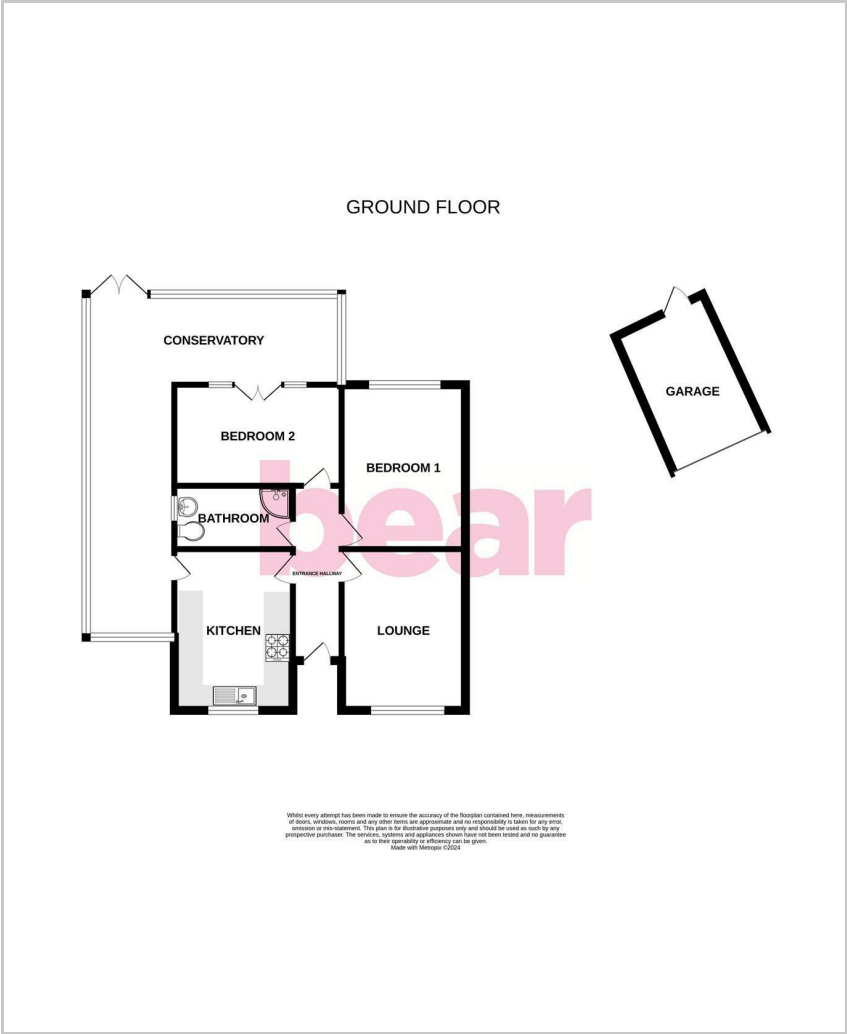 GROUND FLOOR
CONSERVATORY
GARAGE
BEDROOM 2
BEDROOM 1
bear
BATHROOM
ENTRANCE HALLWAY
KITCHEN
LOUNGE
Whilst every attempt has been made to ensure the accuracy of the floorplan contained here, measurements
of doors, windows, rooms and any other items are approximate and no responsibility is taken for any error,
omission or mis-statement. This plan is for illustrative purposes only and should be used as such by any
prospective purchaser. The services, systems and appliances shown have not been tested and no guarantee
as to their operability or efficiency can be given.
Made with Metropix ©2024